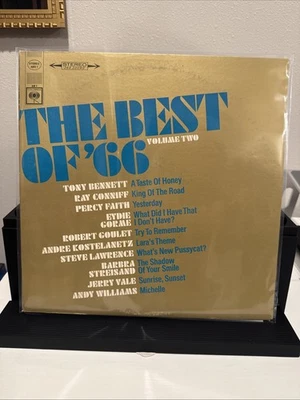 STEREO
THE BEST
OF '66
VOLUME TWO
TONY BENNETT A Taste Of Honey
RAY CONNIFF King Of The Road
PERCY FAITH Yesterday
EYDIE What Did I Have That
GORME I Don't Have?
ROBERT GOULET Try To Remember
ANDRE KOSTELANETZ Lara's Theme
STEVE LAWRENCE What's New Pussycat?
BARBRA The Shadow
STREISAND Of Your Smile
JERRY VALE Sunrise, Sunset
ANDY WILLIAMS Michelle